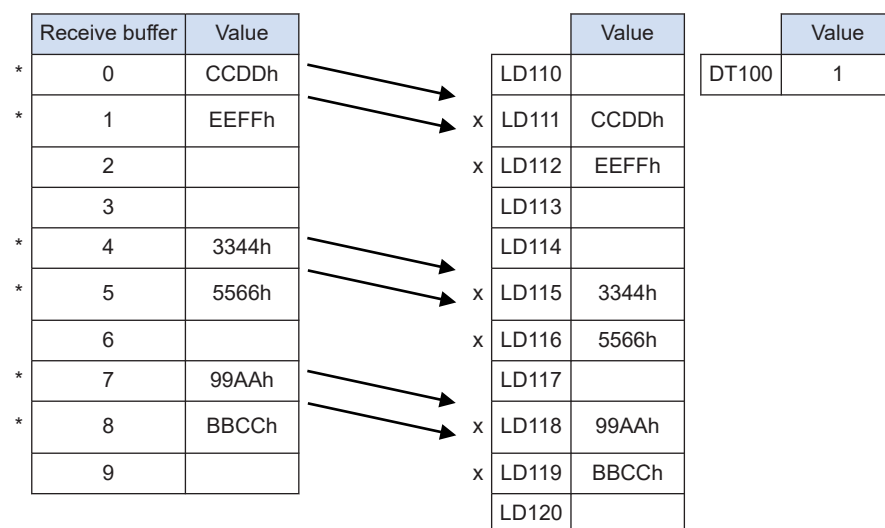 Receive buffer Value Value Value
* 0 CCDDh LD110 DT100 1
* 1 EEFFh x LD111 CCDDh
2 x LD112 EEFFh
3 LD113
* 4 3344h LD114
* 5 5566h x LD115 3344h
6 x LD116 5566h
* 7 99AAh LD117
* 8 BBCCh x LD118 99AAh
9 x LD119 BBCCh
LD120